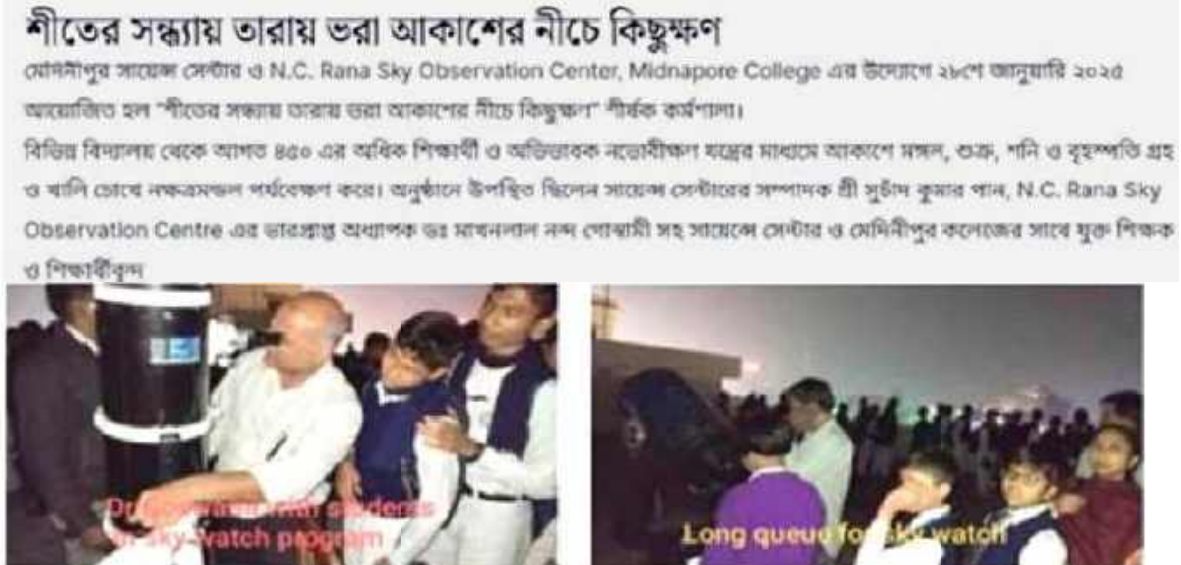 শীতের সন্ধ্যায় তারায় ভরা আকাশের নীচে কিছুক্ষণ
মেদিনীপুর সায়েন্স সেন্টার ও N.C. Rana Sky Observation Center, Midnapore College এর উদ্যোগে ২৮শে জানুয়ারি ২০২৫
আয়োজিত হল "শীতের সন্ধ্যায় তারায় ভরা আকাশের নীচে কিছুক্ষণ" শীর্ষক কর্মশালা।
বিভিন্ন বিদ্যালয় থেকে আগত ৪৫০ এর অধিক শিক্ষার্থী ও অভিভাবক নভোবীক্ষণ যন্ত্রের মাধ্যমে আকাশে মঙ্গল, শুক্র, শনি ও বৃহস্পতি গ্রহ
ও খালি চোখে নক্ষত্রমন্ডল পর্যবেক্ষণ করে। অনুষ্ঠানে উপস্থিত ছিলেন সায়েন্স সেন্টারের সম্পাদক শ্রী সুচাঁদ কুমার পান, N.C. Rana Sky
Observation Centre এর ভারপ্রাপ্ত অধ্যাপক ডঃ মাখনলাল নন্দ গোস্বামী সহ সায়েন্সে সেন্টার ও মেদিনীপুর কলেজের সাথে যুক্ত শিক্ষক
ও শিক্ষার্থীবৃন্দ
Dr with students
sky watch program
Long queue for sky watch